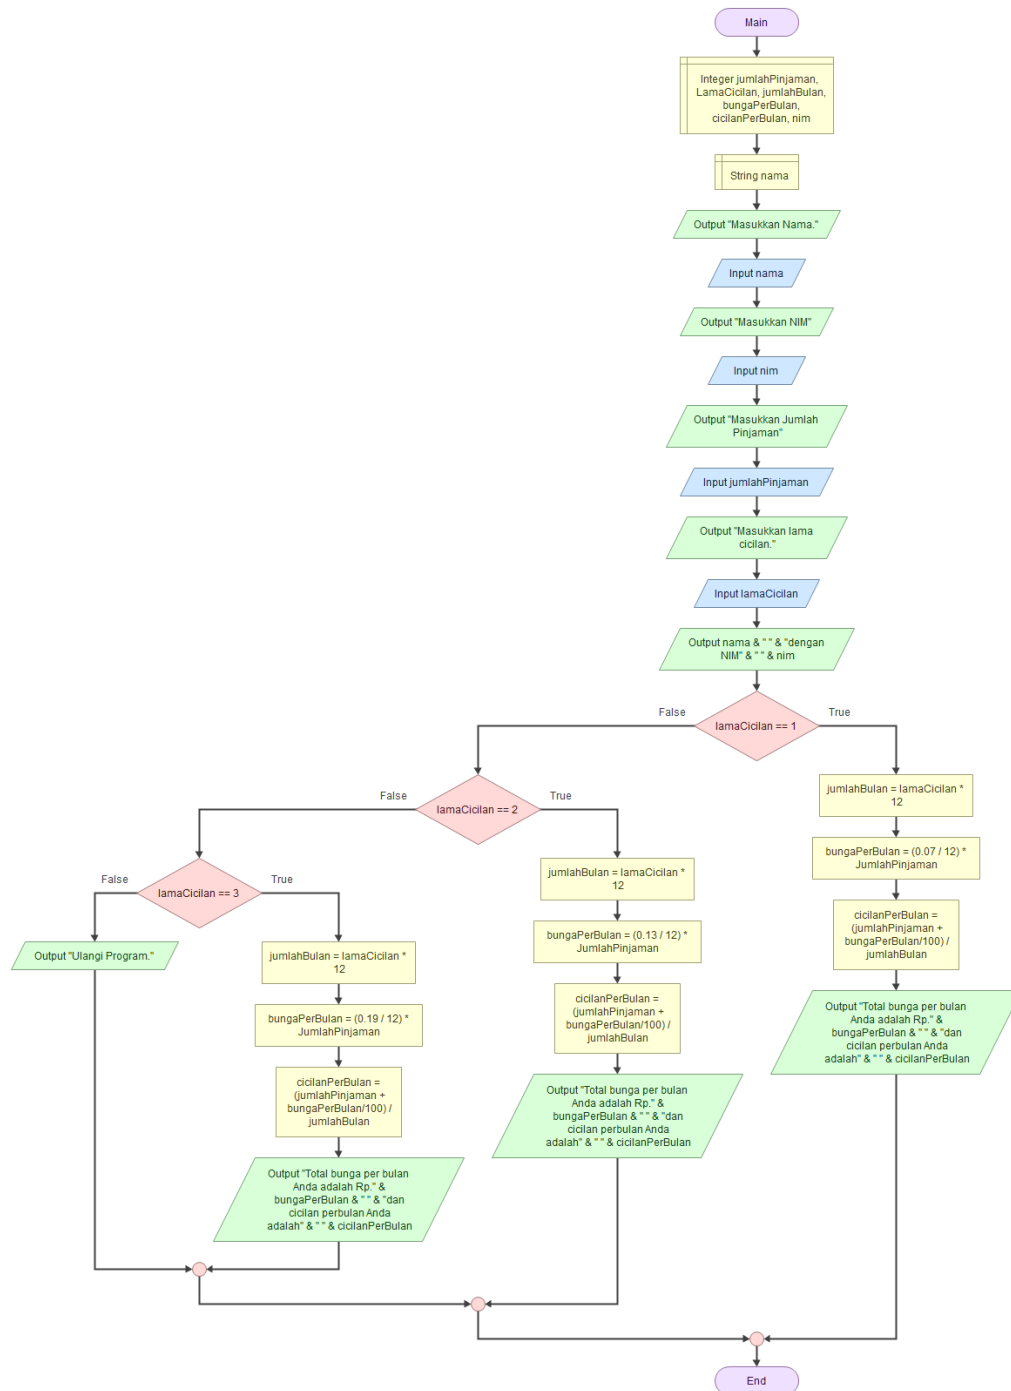 Main
Integer jumlahPinjaman,
LamaCicilan, jumlahBulan,
bungaPerBulan,
cicilanPerBulan, nim
String nama
Output "Masukkan Nama."
Input nama
Output "Masukkan NIM"
Input nim
Output "Masukkan Jumlah
Pinjaman"
Input jumlahPinjaman
Output "Masukkan lama
cicilan."
Input lamaCicilan
Output nama & " " & "dengan
NIM" & " " & nim
False
lamaCicilan == 1
True
jumlahBulan = lamaCicilan *
12
bungaPerBulan = (0.07 / 12) *
JumlahPinjaman
cicilanPerBulan =
(jumlahPinjaman +
bungaPerBulan/100) /
jumlahBulan
Output "Total bunga per bulan
Anda adalah Rp." &
bungaPerBulan & " " & "dan
cicilan perbulan Anda
adalah" & " " & cicilanPerBulan
False
lamaCicilan == 2
True
jumlahBulan = lamaCicilan *
12
bungaPerBulan = (0.13 / 12) *
JumlahPinjaman
cicilanPerBulan =
(jumlahPinjaman +
bungaPerBulan/100) /
jumlahBulan
Output "Total bunga per bulan
Anda adalah Rp." &
bungaPerBulan & " " & "dan
cicilan perbulan Anda
adalah" & " " & cicilanPerBulan
False
lamaCicilan == 3
True
Output "Ulangi Program."
jumlahBulan = lamaCicilan *
12
bungaPerBulan = (0.19 / 12) *
JumlahPinjaman
cicilanPerBulan =
(jumlahPinjaman +
bungaPerBulan/100) /
jumlahBulan
Output "Total bunga per bulan
Anda adalah Rp." &
bungaPerBulan & " " & "dan
cicilan perbulan Anda
adalah" & " " & cicilanPerBulan
End